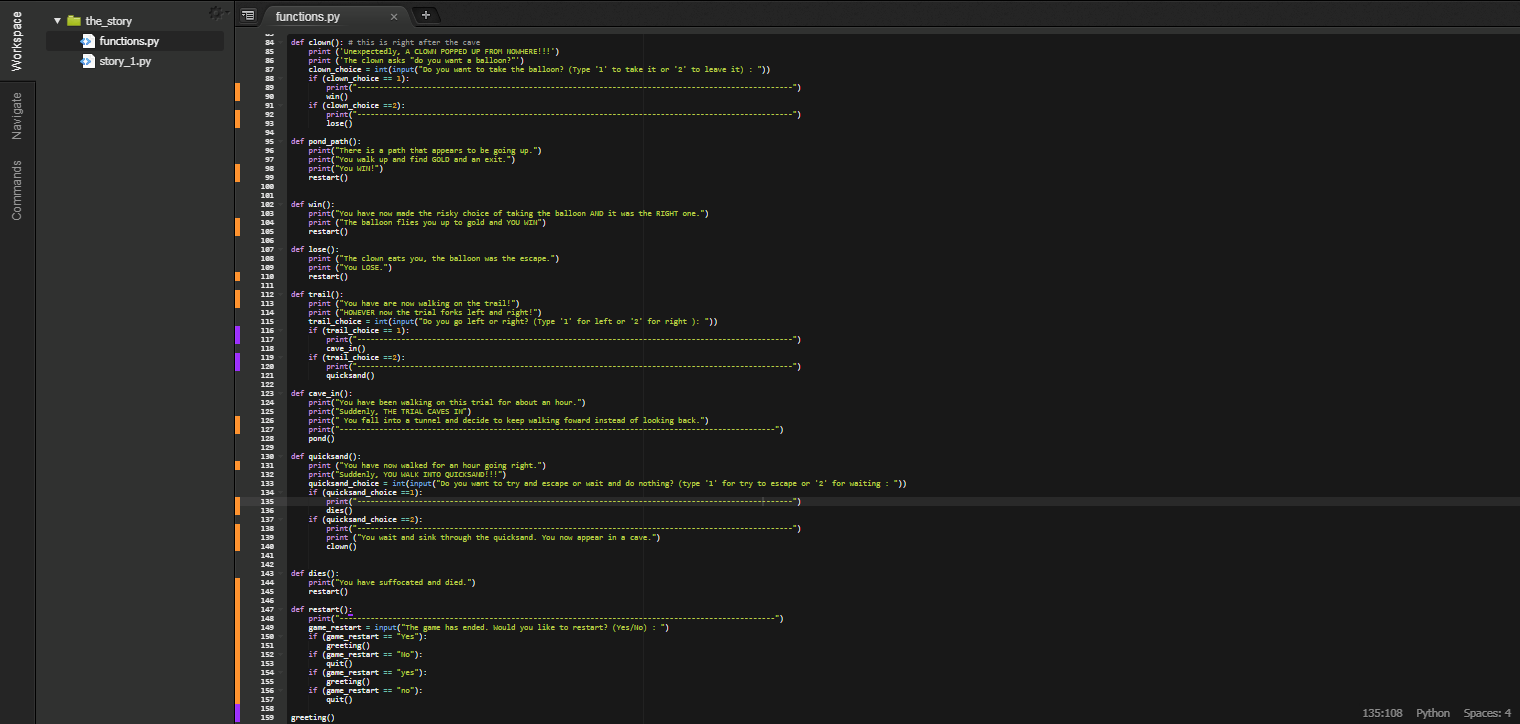 Workspace
Navigate
Commands
the_story
functions.py
story_1.py
functions.py × +
84 def clown(): # this is right after the cave
85 print ('Unexpectedly, A CLOWN POPPED UP FROM NOWHERE!!!')
86 print ('The clown asks "do you want a balloon?"')
87 clown_choice = int(input("Do you want to take the balloon? (Type '1' to take it or '2' to leave it) : "))
88 if (clown_choice == 1):
89 print("---------------------------------------------------------------------------------------------------")
90 win()
91 if (clown_choice ==2):
92 print("---------------------------------------------------------------------------------------------------")
93 lose()
94
95 def pond_path():
96 print("There is a path that appears to be going up.")
97 print("You walk up and find GOLD and an exit.")
98 print("You WIN!")
99 restart()
100
101
102 def win():
103 print("You have now made the risky choice of taking the balloon AND it was the RIGHT one.")
104 print ("The balloon flies you up to gold and YOU WIN")
105 restart()
106
107 def lose():
108 print ("The clown eats you, the balloon was the escape.")
109 print ("You LOSE.")
110 restart()
111
112 def trail():
113 print ("You have are now walking on the trail!")
114 print ("HOWEVER now the trial forks left and right!")
115 trail_choice = int(input("Do you go left or right? (Type '1' for left or '2' for right ): "))
116 if (trail_choice == 1):
117 print("---------------------------------------------------------------------------------------------------")
118 cave_in()
119 if (trail_choice ==2):
120 print("---------------------------------------------------------------------------------------------------")
121 quicksand()
122
123 def cave_in():
124 print("You have been walking on this trial for about an hour.")
125 print("Suddenly, THE TRIAL CAVES IN")
126 print(" You fall into a tunnel and decide to keep walking foward instead of looking back.")
127 print("---------------------------------------------------------------------------------------------------")
128 pond()
129
130 def quicksand():
131 print ("You have now walked for an hour going right.")
132 print("Suddenly, YOU WALK INTO QUICKSAND!!!")
133 quicksand_choice = int(input("Do you want to try and escape or wait and do nothing? (type '1' for try to escape or '2' for waiting : "))
134 if (quicksand_choice ==1):
135 print("---------------------------------------------------------------------------------------------------")
136 dies()
137 if (quicksand_choice ==2):
138 print("---------------------------------------------------------------------------------------------------")
139 print ("You wait and sink through the quicksand. You now appear in a cave.")
140 clown()
141
142
143 def dies():
144 print("You have suffocated and died.")
145 restart()
146
147 def restart():
148 print("---------------------------------------------------------------------------------------------------")
149 game_restart = input("The game has ended. Would you like to restart? (Yes/No) : ")
150 if (game_restart == "Yes"):
151 greeting()
152 if (game_restart == "No"):
153 quit()
154 if (game_restart == "yes"):
155 greeting()
156 if (game_restart == "no"):
157 quit()
158
159 greeting()
135:108 Python Spaces: 4